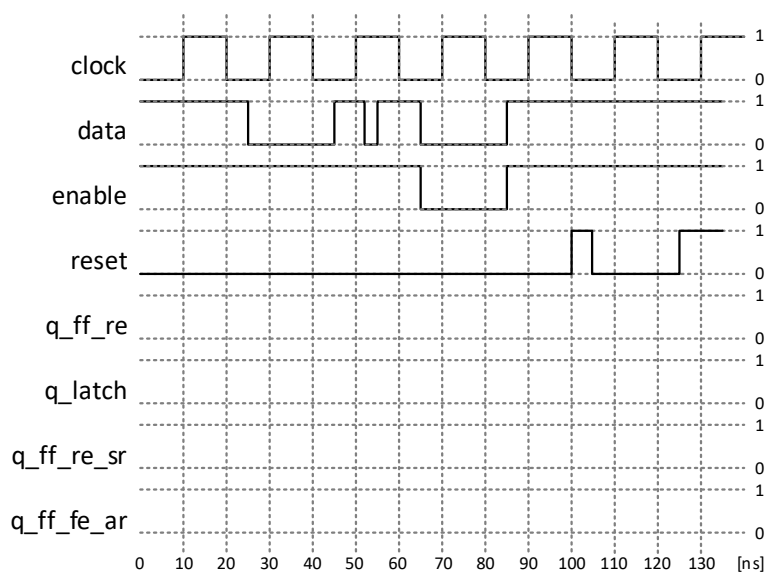 clock 1
0
data 1
0
enable 1
0
reset 1
0
q_ff_re 1
0
q_latch 1
0
q_ff_re_sr 1
0
q_ff_fe_ar 1
0
0 10 20 30 40 50 60 70 80 90 100 110 120 130 [ns]